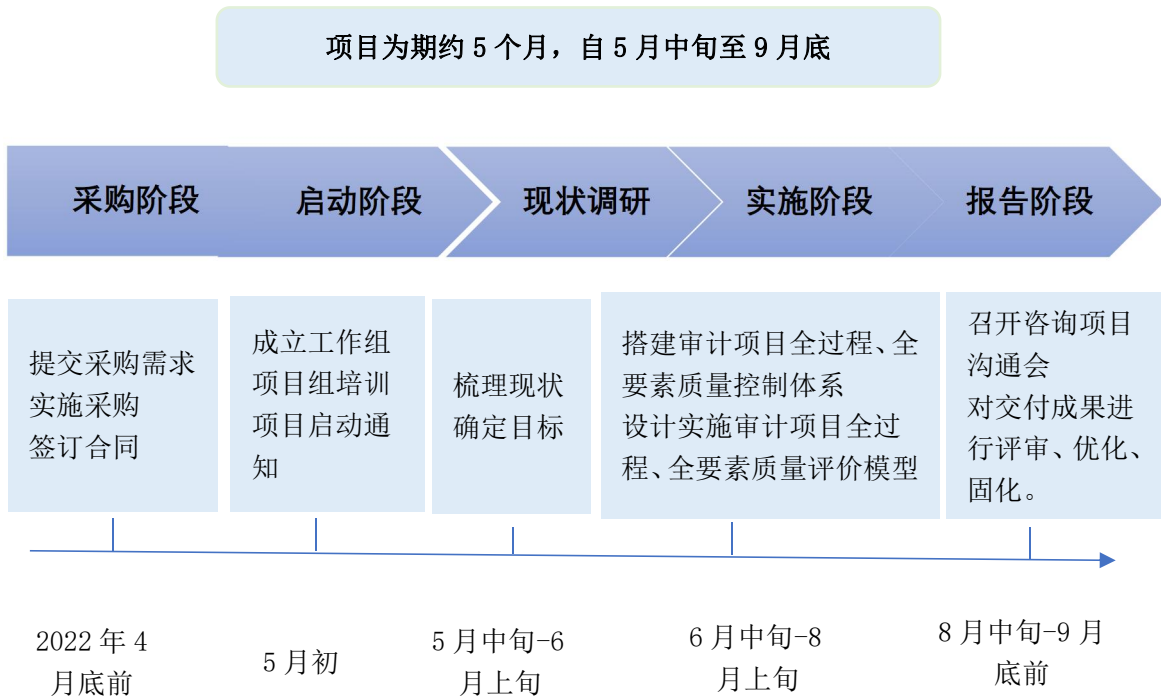 项目为期约 5 个月，自 5 月中旬至 9 月底
采购阶段
启动阶段
现状调研
实施阶段
报告阶段
提交采购需求
实施采购
签订合同
成立工作组
项目组培训
项目启动通
知
梳理现状
确定目标
搭建审计项目全过程、全
要素质量控制体系
设计实施审计项目全过
程、全要素质量评价模型
召开咨询项目
沟通会
对交付成果进
行评审、优化、
固化。
2022 年 4
月底前
5 月初
5 月中旬-6
月上旬
6 月中旬-8
月上旬
8 月中旬-9 月
底前